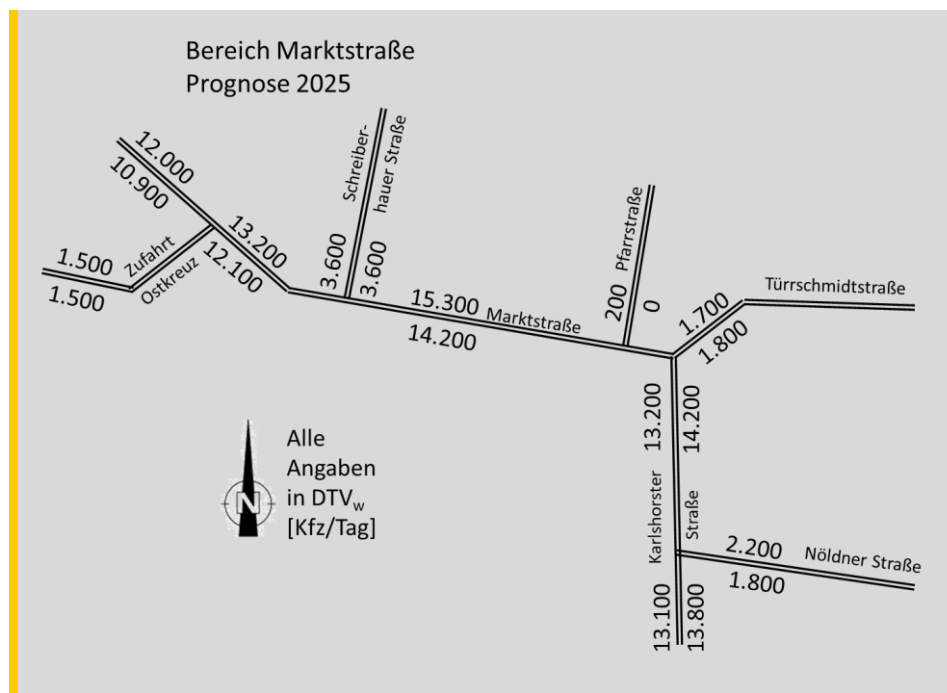 Bereich Marktstraße
Prognose 2025
12.000
10.900
13.200
12.100
1.500
1.500
Zufahrt
Ostkreuz
Schreiber-
hauer Straße
3.600
3.600
15.300
Marktstraße
14.200
Pfarrstraße
200
0
Türrschmidtstraße
1.700
1.800
13.200
14.200
Karlshorster
Straße
2.200
Nöldner Straße
1.800
13.100
13.800
N
Alle
Angaben
in DTVw
[Kfz/Tag]